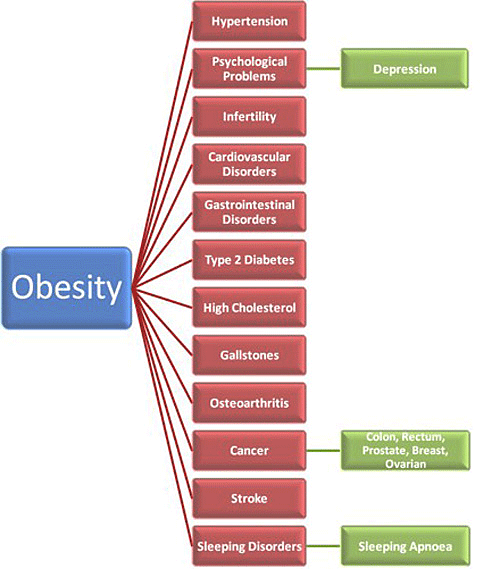 Hypertension
Psychological
Problems
Depression
Infertility
Cardiovascular
Disorders
Gastrointestinal
Disorders
Type 2 Diabetes
Obesity
High Cholesterol
Gallstones
Osteoarthritis
Cancer
Colon, Rectum,
Prostate, Breast,
Ovarian
Stroke
Sleeping Disorders
Sleeping Apnoea